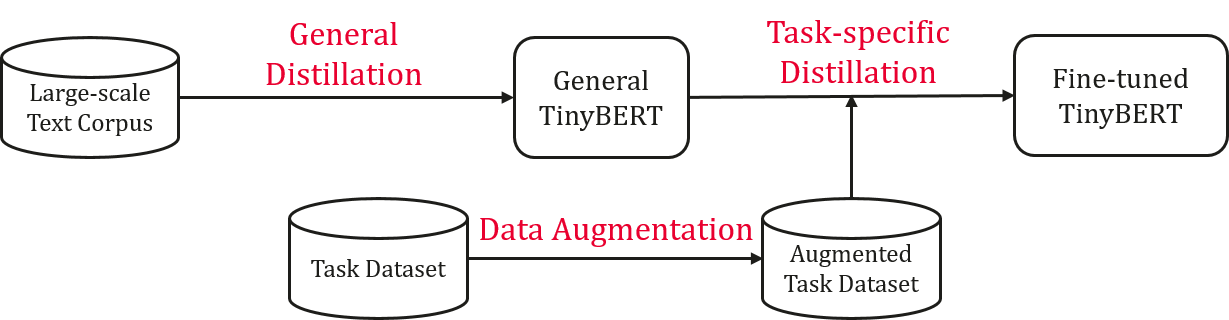 General
Distillation
Task-specific
Distillation
Large-scale
Text Corpus
General
TinyBERT
Fine-tuned
TinyBERT
Data Augmentation
Task Dataset
Augmented
Task Dataset